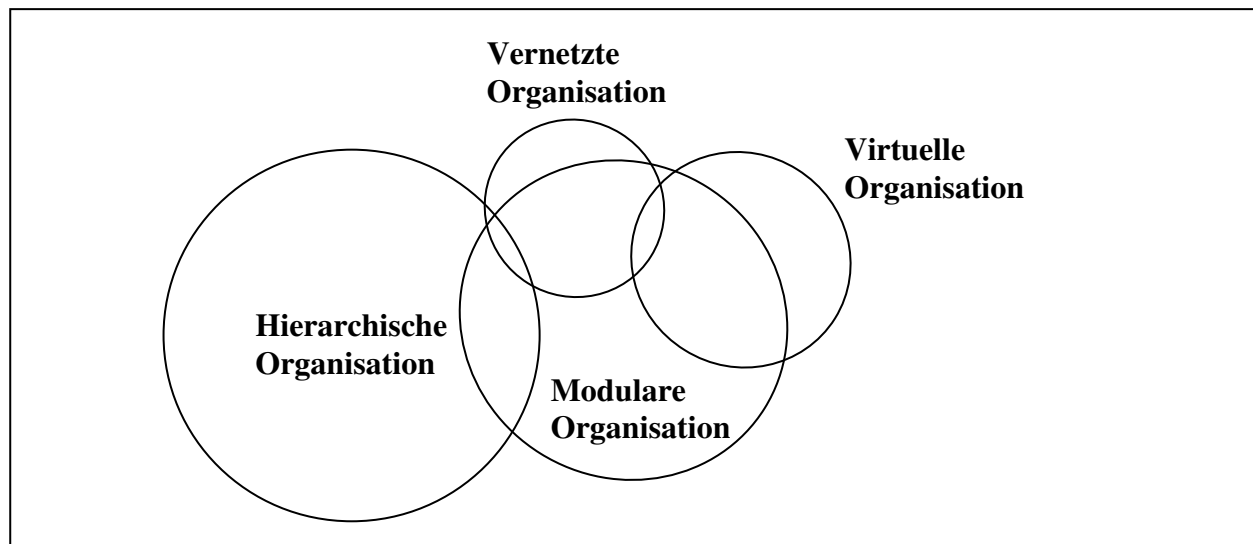 Vernetzte
Organisation
Virtuelle
Organisation
Hierarchische
Organisation
Modulare
Organisation